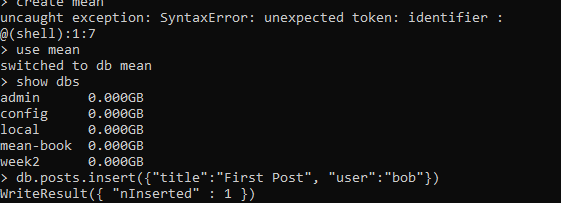 > create mean
uncaught exception: SyntaxError: unexpected token: identifier :
@(shell):1:7
> use mean
switched to db mean
> show dbs
admin      0.000GB
config     0.000GB
local      0.000GB
mean-book  0.000GB
week2      0.000GB
> db.posts.insert({"title":"First Post", "user":"bob"})
WriteResult({ "nInserted" : 1 })